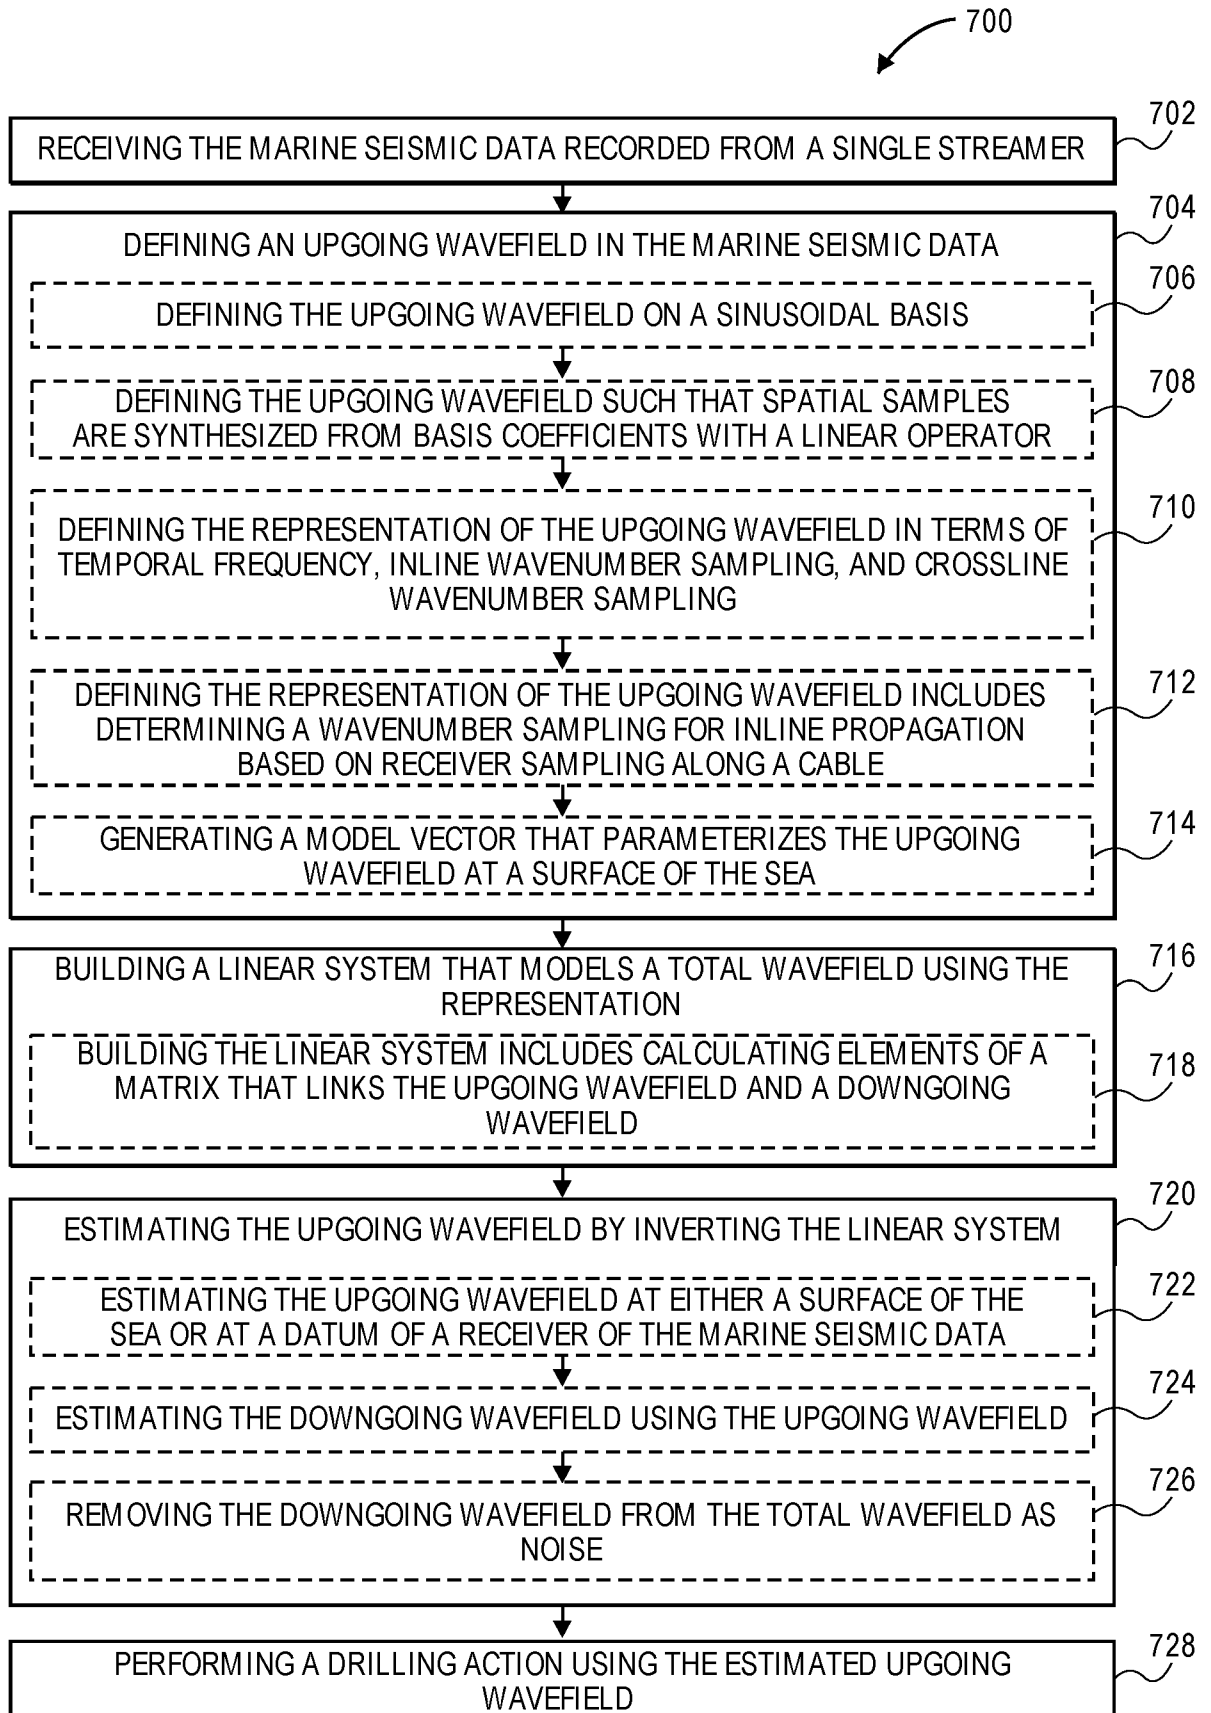 700
702
RECEIVING THE MARINE SEISMIC DATA RECORDED FROM A SINGLE STREAMER
704
DEFINING AN UPGOING WAVEFIELD IN THE MARINE SEISMIC DATA
706
DEFINING THE UPGOING WAVEFIELD ON A SINUSOIDAL BASIS
708
DEFINING THE UPGOING WAVEFIELD SUCH THAT SPATIAL SAMPLES
ARE SYNTHESIZED FROM BASIS COEFFICIENTS WITH A LINEAR OPERATOR
710
DEFINING THE REPRESENTATION OF THE UPGOING WAVEFIELD IN TERMS OF
TEMPORAL FREQUENCY, INLINE WAVENUMBER SAMPLING, AND CROSSLINE
WAVENUMBER SAMPLING
712
DEFINING THE REPRESENTATION OF THE UPGOING WAVEFIELD INCLUDES
DETERMINING A WAVENUMBER SAMPLING FOR INLINE PROPAGATION
BASED ON RECEIVER SAMPLING ALONG A CABLE
714
GENERATING A MODEL VECTOR THAT PARAMETERIZES THE UPGOING
WAVEFIELD AT A SURFACE OF THE SEA
716
BUILDING A LINEAR SYSTEM THAT MODELS A TOTAL WAVEFIELD USING THE
REPRESENTATION
718
BUILDING THE LINEAR SYSTEM INCLUDES CALCULATING ELEMENTS OF A
MATRIX THAT LINKS THE UPGOING WAVEFIELD AND A DOWNGOING
WAVEFIELD
720
ESTIMATING THE UPGOING WAVEFIELD BY INVERTING THE LINEAR SYSTEM
722
ESTIMATING THE UPGOING WAVEFIELD AT EITHER A SURFACE OF THE
SEA OR AT A DATUM OF A RECEIVER OF THE MARINE SEISMIC DATA
724
ESTIMATING THE DOWNGOING WAVEFIELD USING THE UPGOING WAVEFIELD
726
REMOVING THE DOWNGOING WAVEFIELD FROM THE TOTAL WAVEFIELD AS
NOISE
728
PERFORMING A DRILLING ACTION USING THE ESTIMATED UPGOING
WAVEFIELD